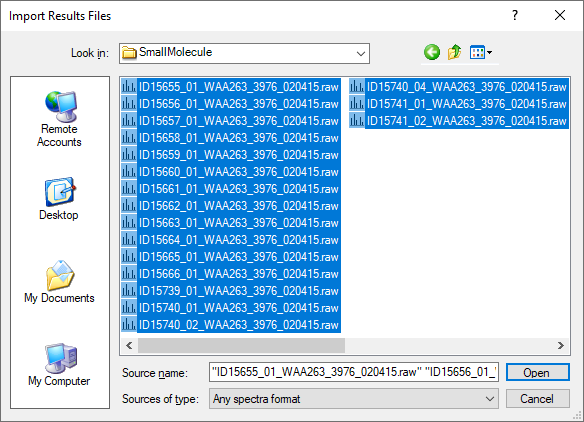 Import Results Files
Look in:
SmallMolecule
Remote
Accounts
Desktop
My Documents
My Computer
ID15655_01_WAA263_3976_020415.raw
ID15656_01_WAA263_3976_020415.raw
ID15657_01_WAA263_3976_020415.raw
ID15658_01_WAA263_3976_020415.raw
ID15659_01_WAA263_3976_020415.raw
ID15660_01_WAA263_3976_020415.raw
ID15661_01_WAA263_3976_020415.raw
ID15662_01_WAA263_3976_020415.raw
ID15663_01_WAA263_3976_020415.raw
ID15664_01_WAA263_3976_020415.raw
ID15665_01_WAA263_3976_020415.raw
ID15666_01_WAA263_3976_020415.raw
ID15739_01_WAA263_3976_020415.raw
ID15740_01_WAA263_3976_020415.raw
ID15740_02_WAA263_3976_020415.raw
ID15740_04_WAA263_3976_020415.raw
ID15741_01_WAA263_3976_020415.raw
ID15741_02_WAA263_3976_020415.raw
Source name:
"ID15655_01_WAA263_3976_020415.raw" "ID15656_01_
Open
Sources of type:
Any spectra format
Cancel